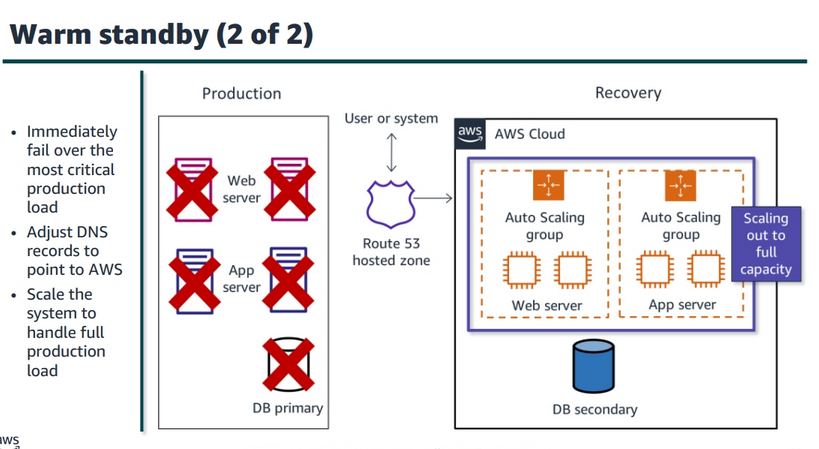 Warm standby (2 of 2)
• Immediately
fail over the
most critical
production
load
• Adjust DNS
records to
point to AWS
• Scale the
system to
handle full
production
load
Production
Web
server
App
server
DB primary
User or system
Route 53
hosted zone
Recovery
aws
AWS Cloud
Auto Scaling
group
Web server
Auto Scaling
group
App server
Scaling
out to
full
capacity
DB secondary
aws